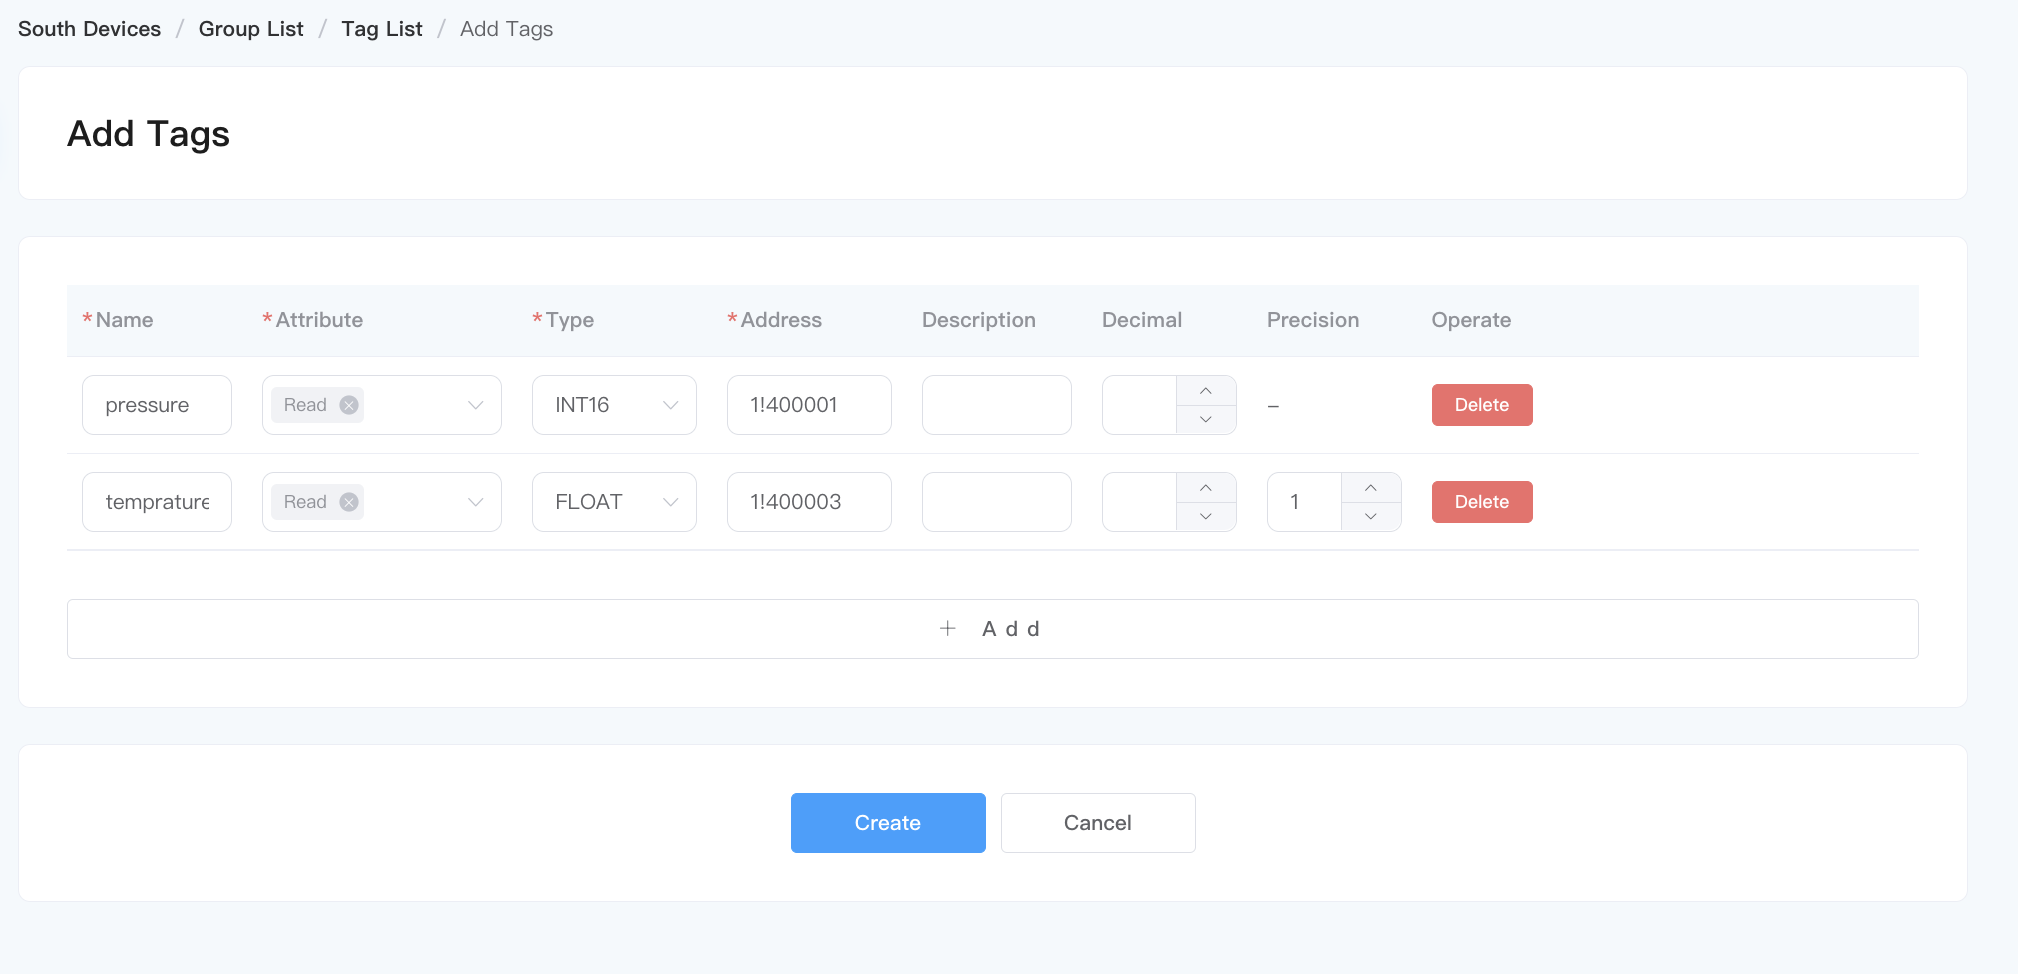 South Devices / Group List / Tag List / Add Tags
Add Tags
*Name *Attribute *Type *Address Description Decimal Precision Operate
pressure Read INT16 1!400001 – Delete
temprature Read FLOAT 1!400003 1 Delete
+ Add
Create Cancel